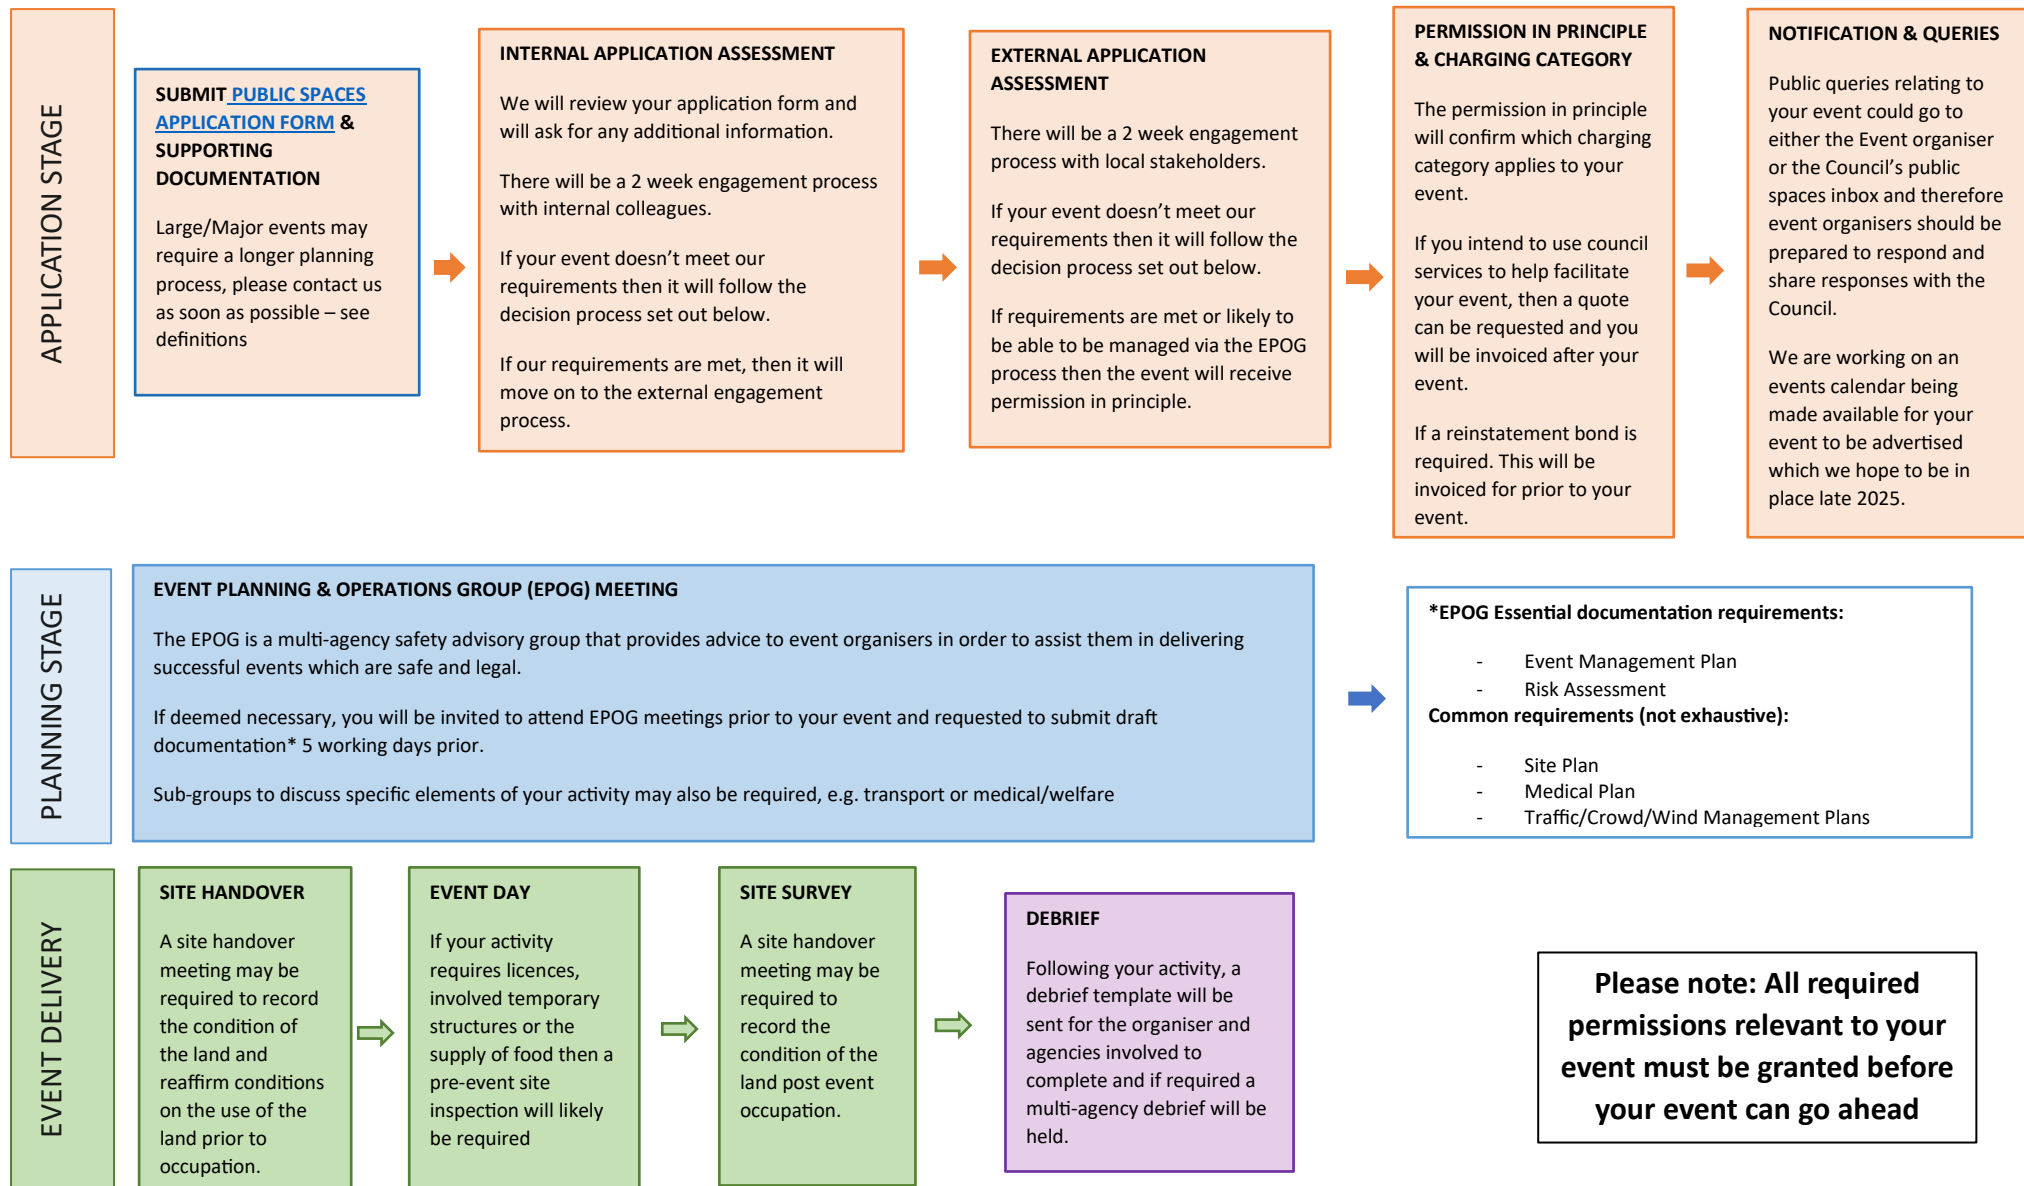 APPLICATION STAGE
SUBMIT PUBLIC SPACES
APPLICATION FORM &
SUPPORTING
DOCUMENTATION
Large/Major events may
require a longer planning
process, please contact us
as soon as possible – see
definitions
INTERNAL APPLICATION ASSESSMENT
We will review your application form and
will ask for any additional information.
There will be a 2 week engagement process
with internal colleagues.
If your event doesn’t meet our
requirements then it will follow the
decision process set out below.
If our requirements are met, then it will
move on to the external engagement
process.
EXTERNAL APPLICATION
ASSESSMENT
There will be a 2 week engagement
process with local stakeholders.
If your event doesn’t meet our
requirements then it will follow the
decision process set out below.
If requirements are met or likely to
be able to be managed via the EPOG
process then the event will receive
permission in principle.
PERMISSION IN PRINCIPLE
& CHARGING CATEGORY
The permission in principle
will confirm which charging
category applies to your
event.
If you intend to use council
services to help facilitate
your event, then a quote
can be requested and you
will be invoiced after your
event.
If a reinstatement bond is
required. This will be
invoiced for prior to your
event.
NOTIFICATION & QUERIES
Public queries relating to
your event could go to
either the Event organiser
or the Council’s public
spaces inbox and therefore
event organisers should be
prepared to respond and
share responses with the
Council.
We are working on an
events calendar being
made available for your
event to be advertised
which we hope to be in
place late 2025.
PLANNING STAGE
EVENT PLANNING & OPERATIONS GROUP (EPOG) MEETING
The EPOG is a multi-agency safety advisory group that provides advice to event organisers in order to assist them in delivering
successful events which are safe and legal.
If deemed necessary, you will be invited to attend EPOG meetings prior to your event and requested to submit draft
documentation* 5 working days prior.
Sub-groups to discuss specific elements of your activity may also be required, e.g. transport or medical/welfare
*EPOG Essential documentation requirements:
- Event Management Plan
- Risk Assessment
Common requirements (not exhaustive):
- Site Plan
- Medical Plan
- Traffic/Crowd/Wind Management Plans
EVENT DELIVERY
SITE HANDOVER
A site handover
meeting may be
required to record
the condition of
the land and
reaffirm conditions
on the use of the
land prior to
occupation.
EVENT DAY
If your activity
requires licences,
involved temporary
structures or the
supply of food then a
pre-event site
inspection will likely
be required
SITE SURVEY
A site handover
meeting may be
required to
record the
condition of the
land post event
occupation.
DEBRIEF
Following your activity, a
debrief template will be
sent for the organiser and
agencies involved to
complete and if required a
multi-agency debrief will be
held.
Please note: All required
permissions relevant to your
event must be granted before
your event can go ahead